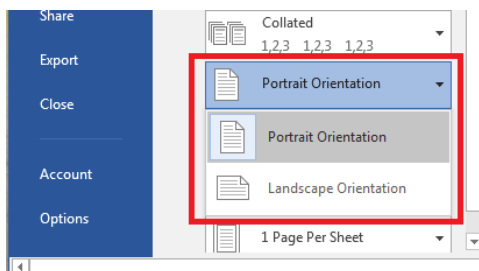 Share
Export
Close
Account
Options
Collated
1,2,3 1,2,3 1,2,3
Portrait Orientation
Portrait Orientation
Landscape Orientation
1 Page Per Sheet